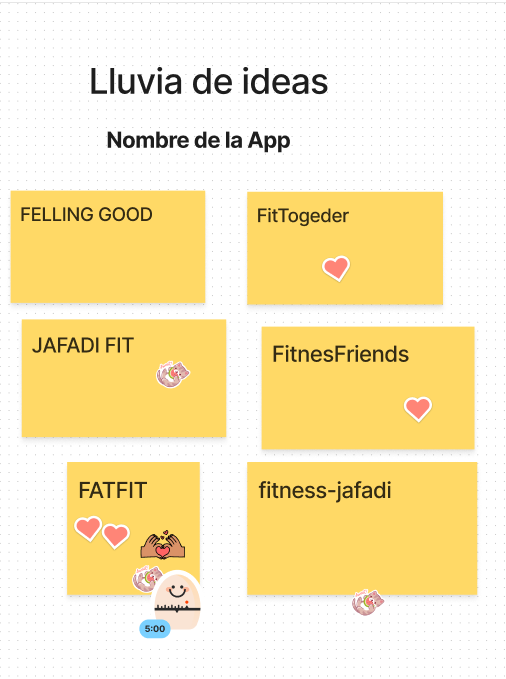 Lluvia de ideas
Nombre de la App
FELLING GOOD
FitTogeder
JAFADI FIT
FitnesFriends
FATFIT
fitness-jafadi
5:00